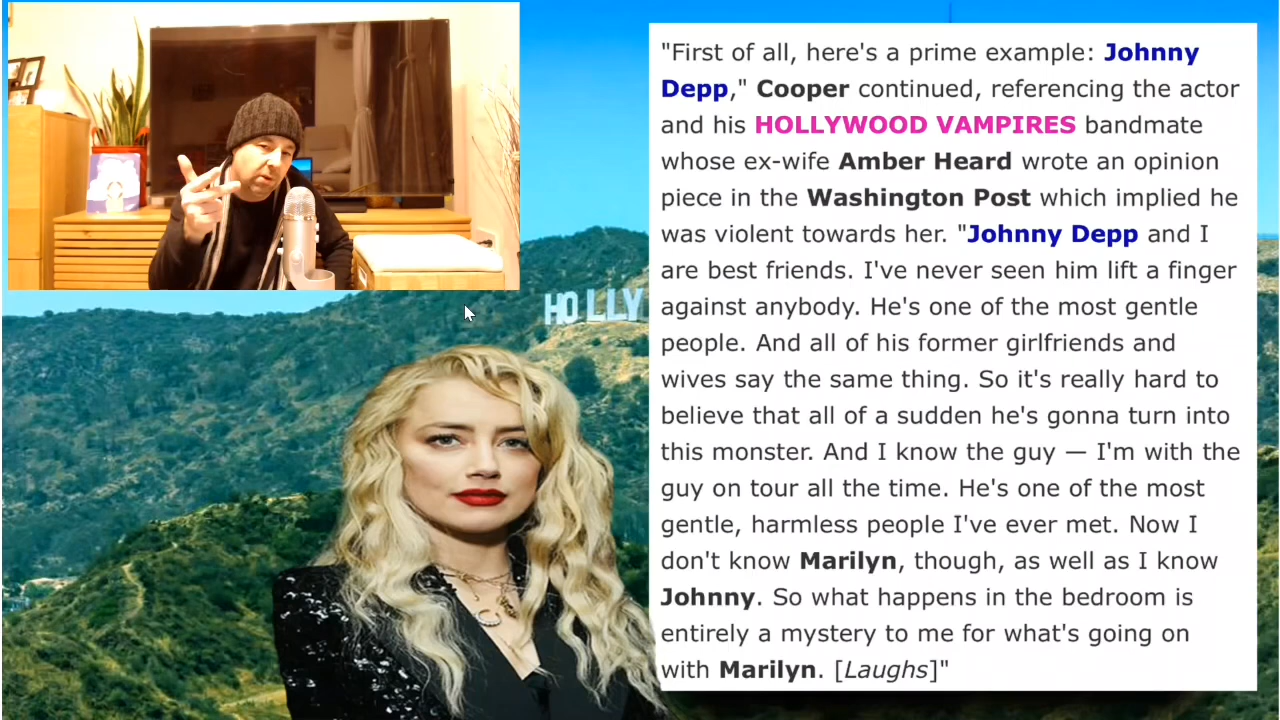 "First of all, here's a prime example: Johnny
Depp," Cooper continued, referencing the actor
and his HOLLYWOOD VAMPIRES bandmate
whose ex-wife Amber Heard wrote an opinion
piece in the Washington Post which implied he
was violent towards her. "Johnny Depp and I
are best friends. I've never seen him lift a finger
against anybody. He's one of the most gentle
people. And all of his former girlfriends and
wives say the same thing. So it's really hard to
believe that all of a sudden he's gonna turn into
this monster. And I know the guy — I'm with the
guy on tour all the time. He's one of the most
gentle, harmless people I've ever met. Now I
don't know Marilyn, though, as well as I know
Johnny. So what happens in the bedroom is
entirely a mystery to me for what's going on
with Marilyn. [Laughs]"
HOLLY